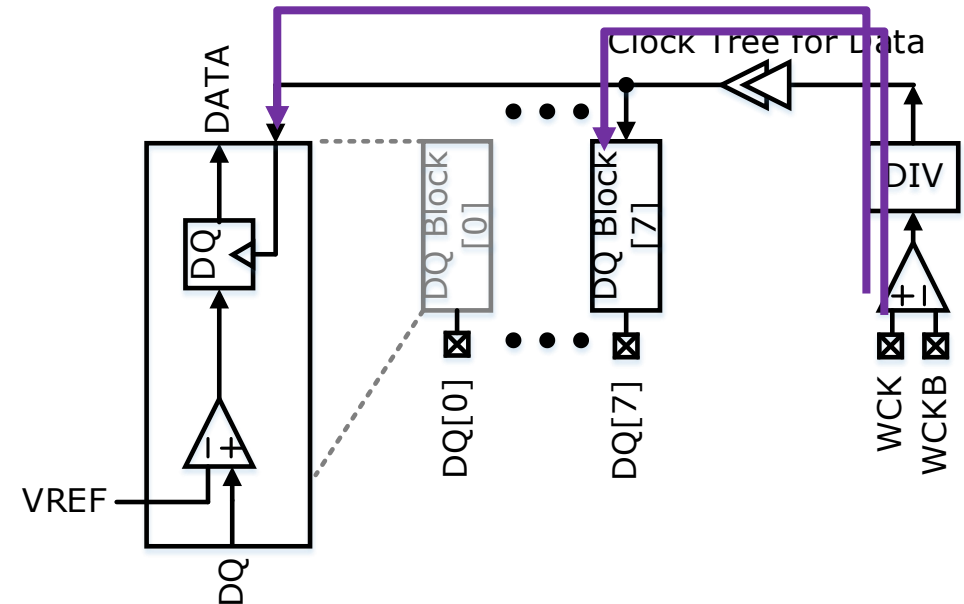 Clock Tree for Data
DATA
DQ Block
[0]
DQ Block
[7]
DIV
DQ
+−
−+
VREF
DQ
DQ[0]
DQ[7]
WCK
WCKB